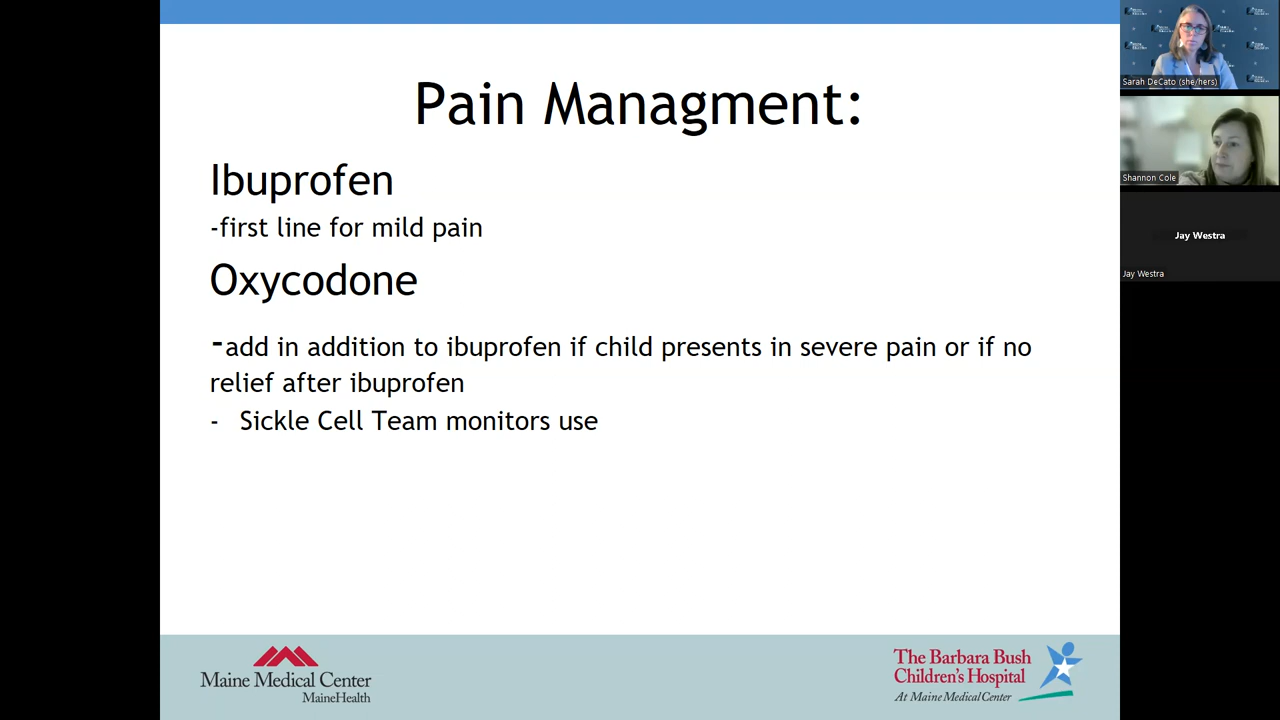 Pain Managment:
Ibuprofen
-first line for mild pain
Oxycodone
-add in addition to ibuprofen if child presents in severe pain or if no
relief after ibuprofen
- Sickle Cell Team monitors use
Maine Medical Center
MaineHealth
The Barbara Bush
Children's Hospital
At Maine Medical Center
Sarah DeCato (she/hers)
Shannon Cole
Jay Westra
Jay Westra